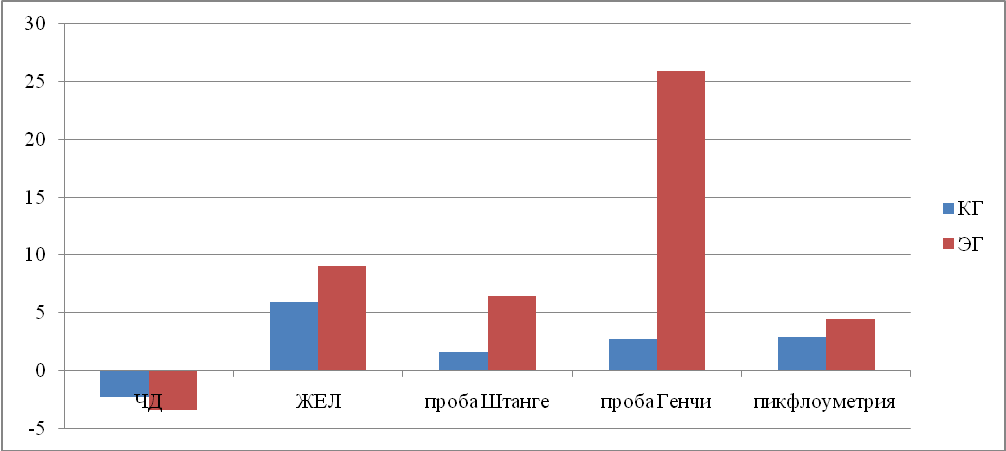 30
25
20
15
10
5
0
-5
ЧД
ЖЕЛ
проба Штанге
проба Генчи
пикфлоуметрия
КГ
ЭГ